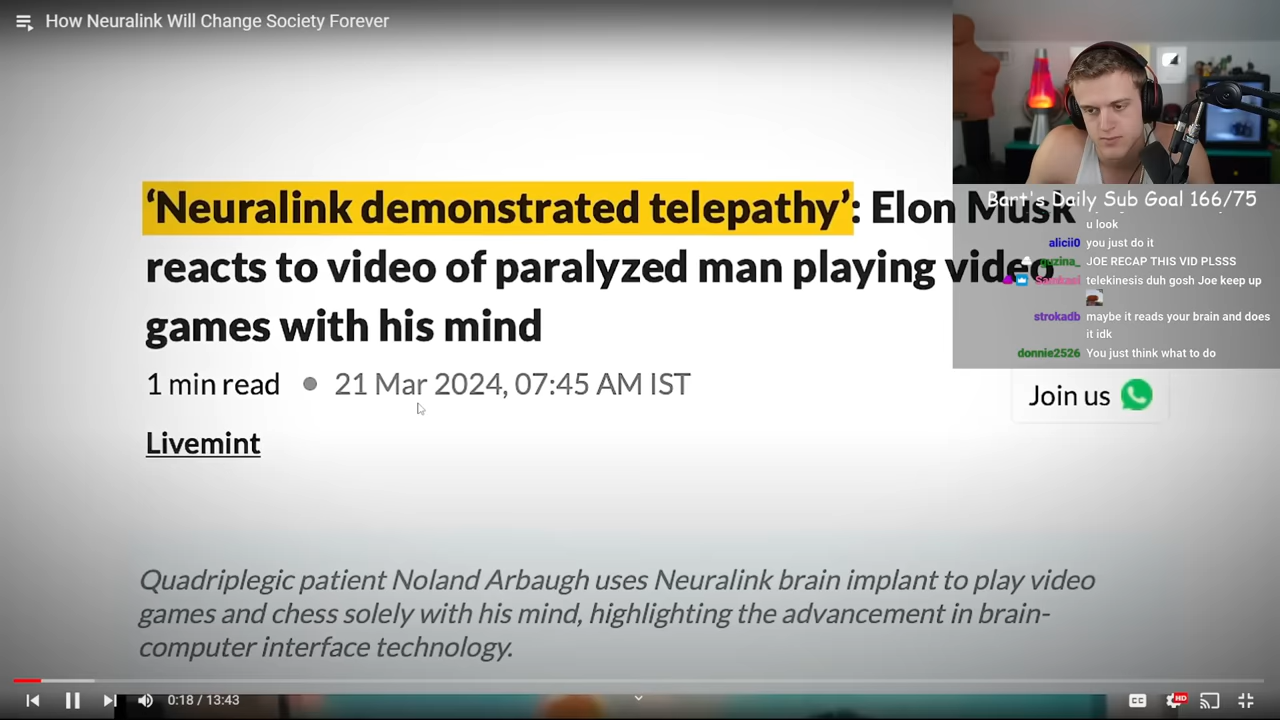 How Neuralink Will Change Society Forever
‘Neuralink demonstrated telepathy’: Elon Musk
reacts to video of paralyzed man playing video
games with his mind
1 min read • 21 Mar 2024, 07:45 AM IST
Livemint
Join us
Quadriplegic patient Noland Arbaugh uses Neuralink brain implant to play video
games and chess solely with his mind, highlighting the advancement in brain-
computer interface technology.
Bart's Daily Sub Goal 166/75
u look
alicii0 you just do it
JOE RECAP THIS VID PLSSS
telekinesis duh gosh Joe keep up
strokadb maybe it reads your brain and does
it idk
donnie2526 You just think what to do
0:18 / 13:43
CC
HD